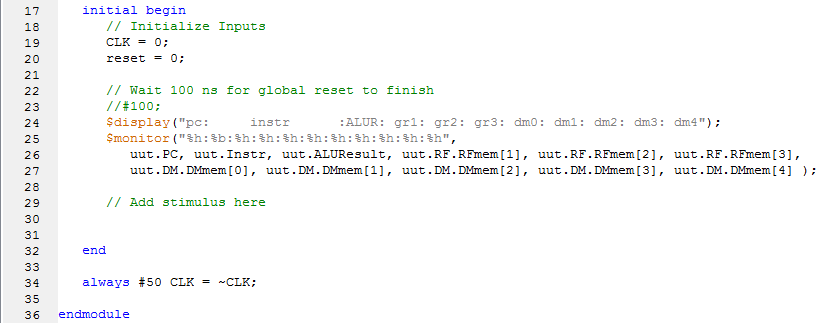 17 initial begin
18 // Initialize Inputs
19 CLK = 0;
20 reset = 0;
21
22 // Wait 100 ns for global reset to finish
23 //#100;
24 $display("pc:     instr      :ALUR: gr1: gr2: gr3: dm0: dm1: dm2: dm3: dm4");
25 $monitor("%h:%b:%h:%h:%h:%h:%h:%h:%h:%h:%h",
26 uut.PC, uut.Instr, uut.ALUResult, uut.RF.RFmem[1], uut.RF.RFmem[2], uut.RF.RFmem[3],
27 uut.DM.DMmem[0], uut.DM.DMmem[1], uut.DM.DMmem[2], uut.DM.DMmem[3], uut.DM.DMmem[4] );
28
29 // Add stimulus here
30
31
32 end
33
34 always #50 CLK = ~CLK;
35
36 endmodule